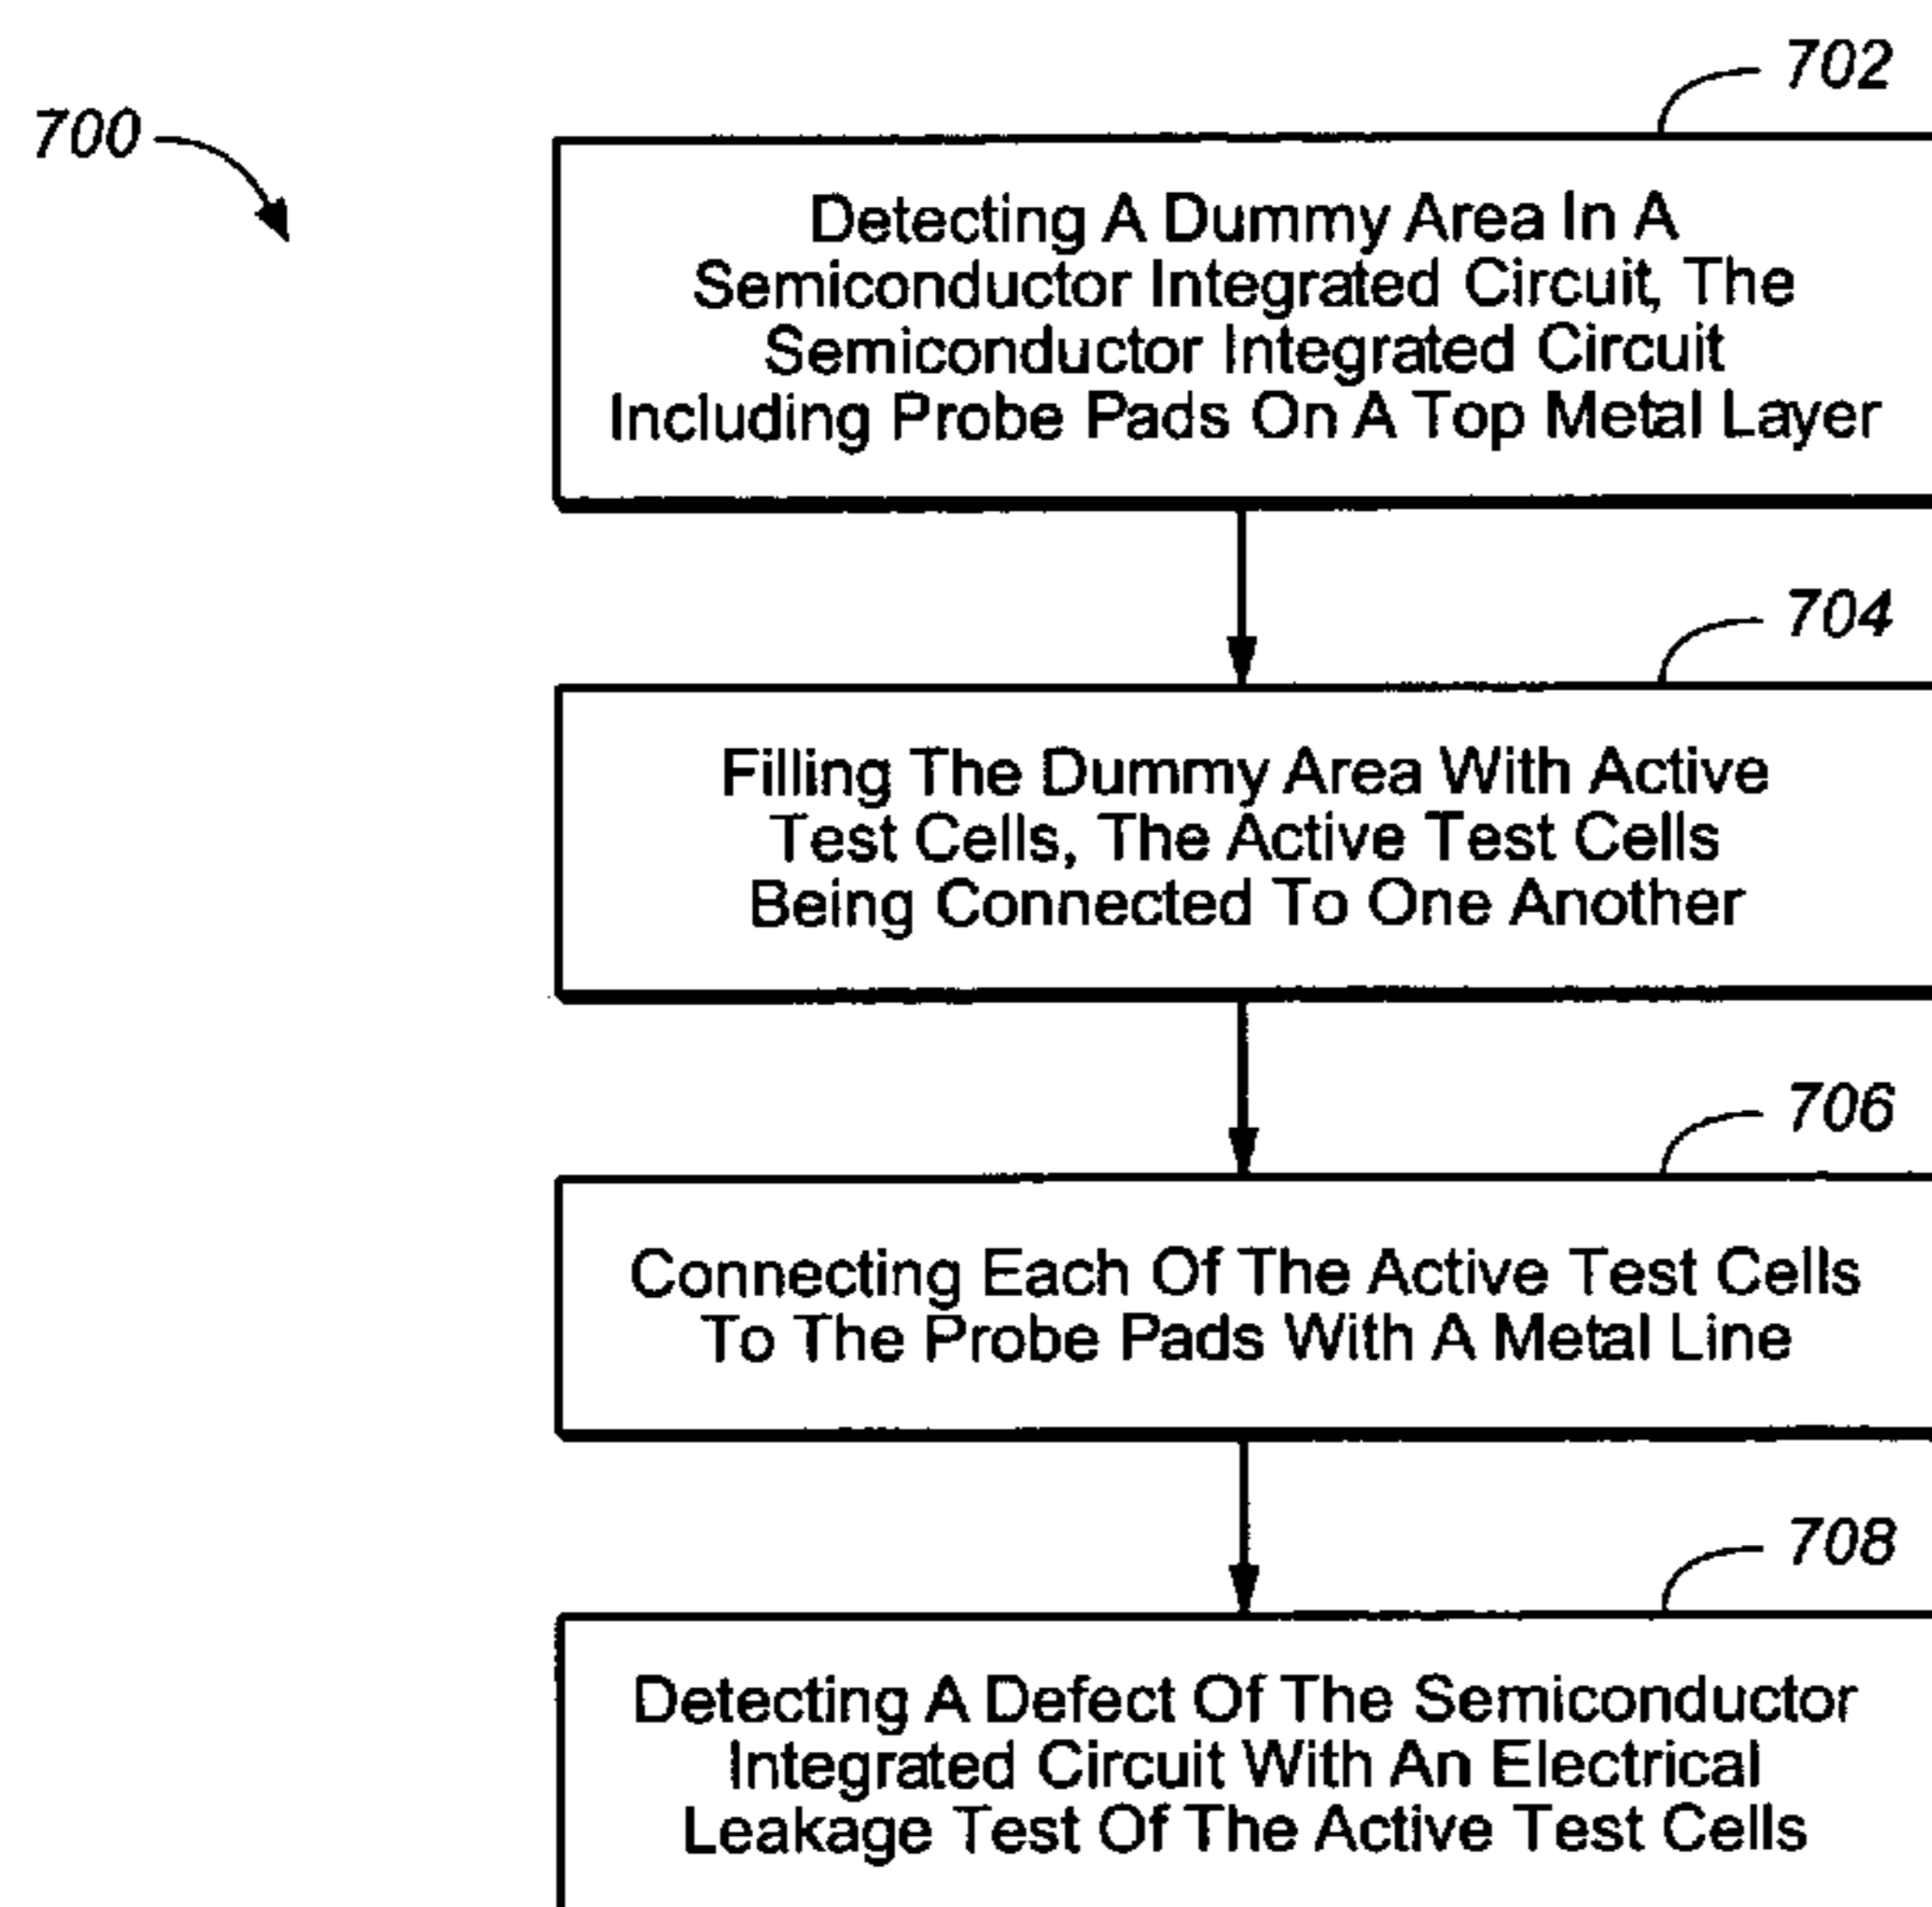 702
700
Detecting A Dummy Area In A
Semiconductor Integrated Circuit, The
Semiconductor Integrated Circuit
Including Probe Pads On A Top Metal Layer
704
Filling The Dummy Area With Active
Test Cells, The Active Test Cells
Being Connected To One Another
706
Connecting Each Of The Active Test Cells
To The Probe Pads With A Metal Line
708
Detecting A Defect Of The Semiconductor
Integrated Circuit With An Electrical
Leakage Test Of The Active Test Cells